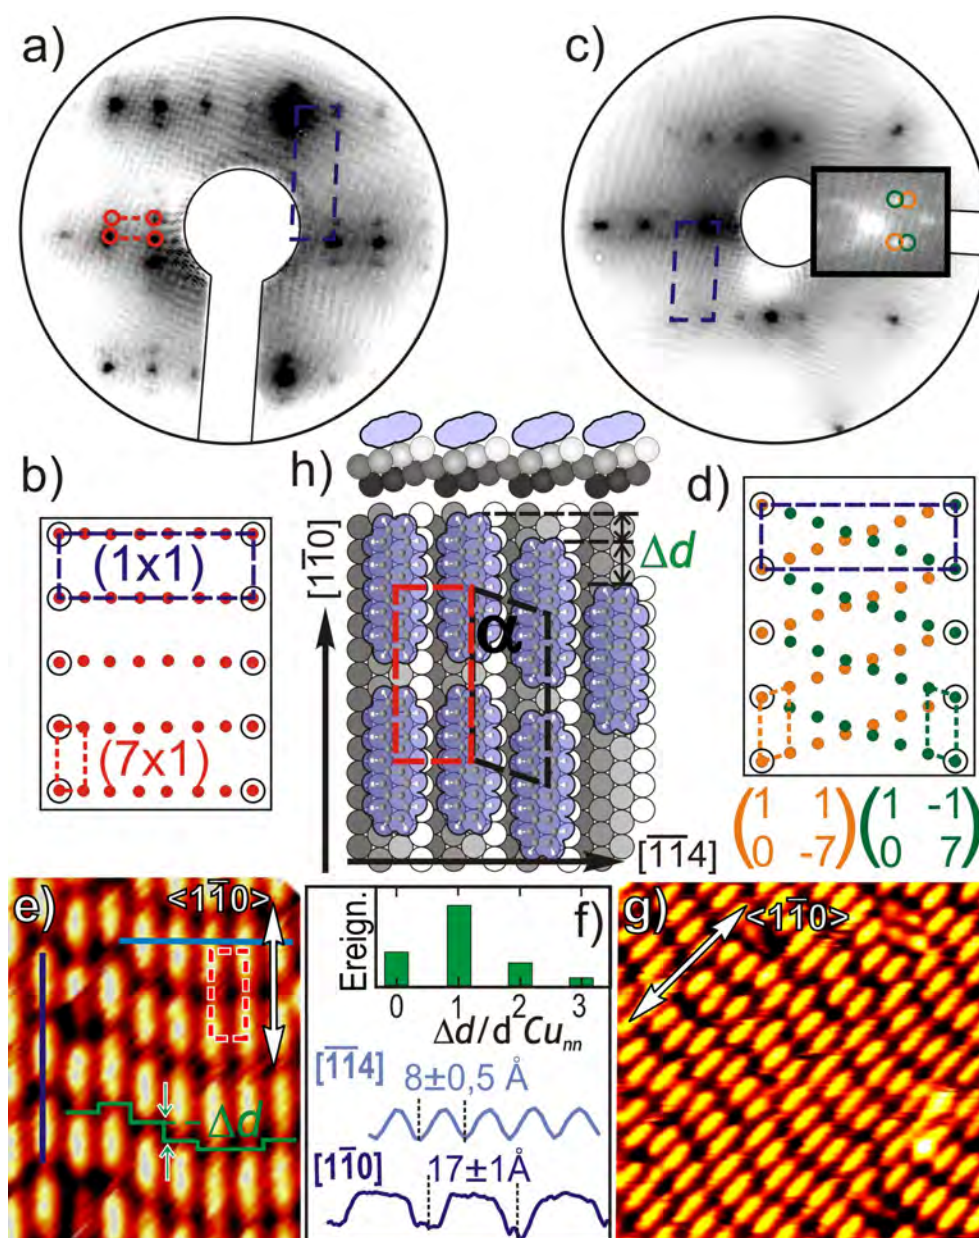 a)
c)
b)
(1x1)
(7x1)
h)
[11̅0]
Δd
α
[1̅1̅4]
d)
(1 1
0 -7)
(1 -1
0 7)
e)
<11̅0>
Δd
f)
Ereign.
0 1 2 3
Δd/d Cu_nn
[1̅1̅4]
8±0,5 Å
[11̅0]
17±1Å
g)
<11̅0>